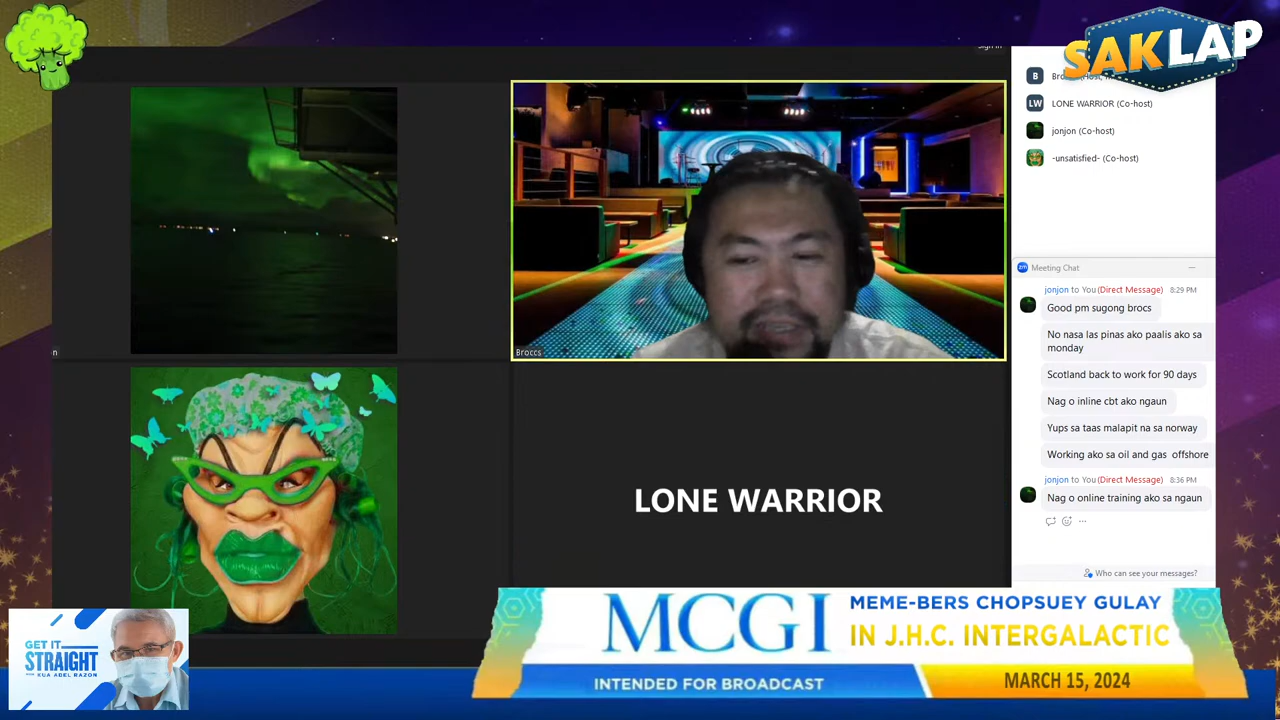 SAKLAP
LONE WARRIOR (Co-host)
jonjon (Co-host)
-unsatisfied- (Co-host)
Broccs
LONE WARRIOR
Meeting Chat
jonjon to You (Direct Message) 8:29 PM
Good pm sugong brocs
No nasa las pinas ako paalis ako sa
monday
Scotland back to work for 90 days
Nag o inline cbt ako ngaun
Yups sa taas malapit na sa norway
Working ako sa oil and gas offshore
jonjon to You (Direct Message) 8:36 PM
Nag o online training ako sa ngaun
Who can see your messages?
GET IT
STRAIGHT
KUA ADEL RAZON
MCGI
MEME-BERS CHOPSUEY GULAY
IN J.H.C. INTERGALACTIC
INTENDED FOR BROADCAST
MARCH 15, 2024